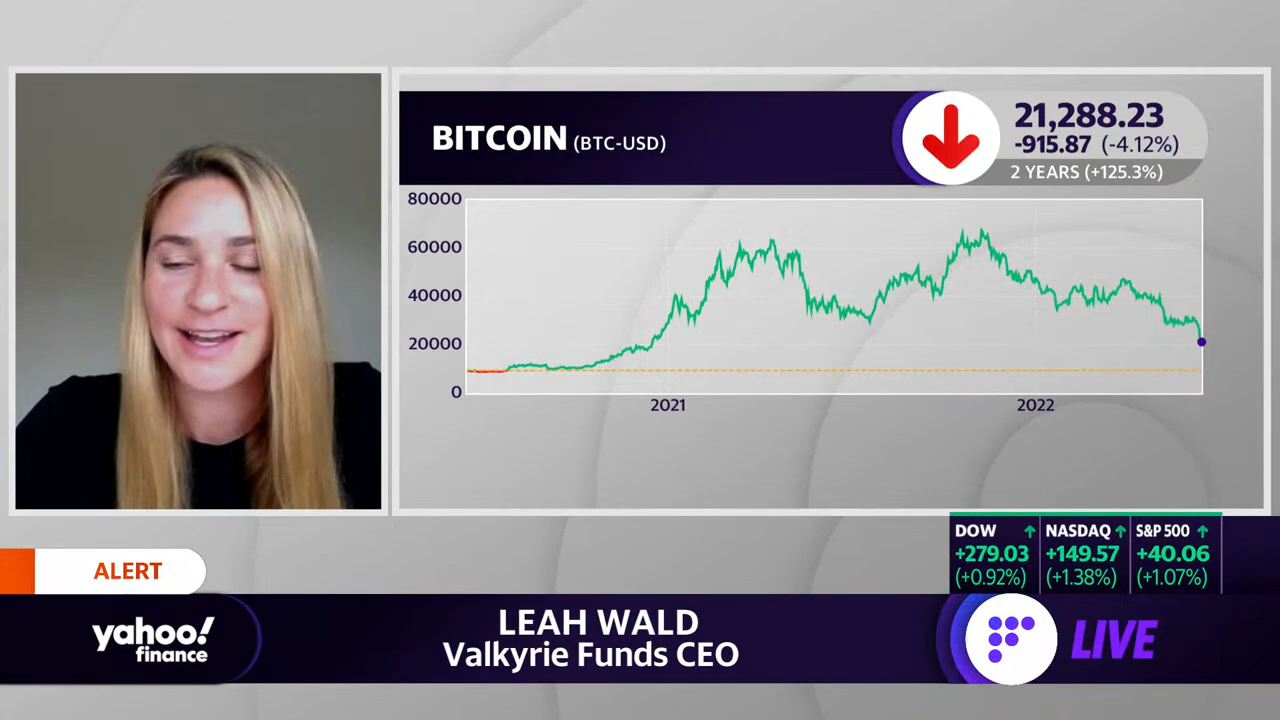 BITCOIN (BTC-USD)
21,288.23
-915.87 (-4.12%)
2 YEARS (+125.3%)
80000
60000
40000
20000
0
2021
2022
DOW
+279.03
(+0.92%)
NASDAQ
+149.57
(+1.38%)
S&P 500
+40.06
(+1.07%)
ALERT
yahoo!
finance
LEAH WALD
Valkyrie Funds CEO
LIVE